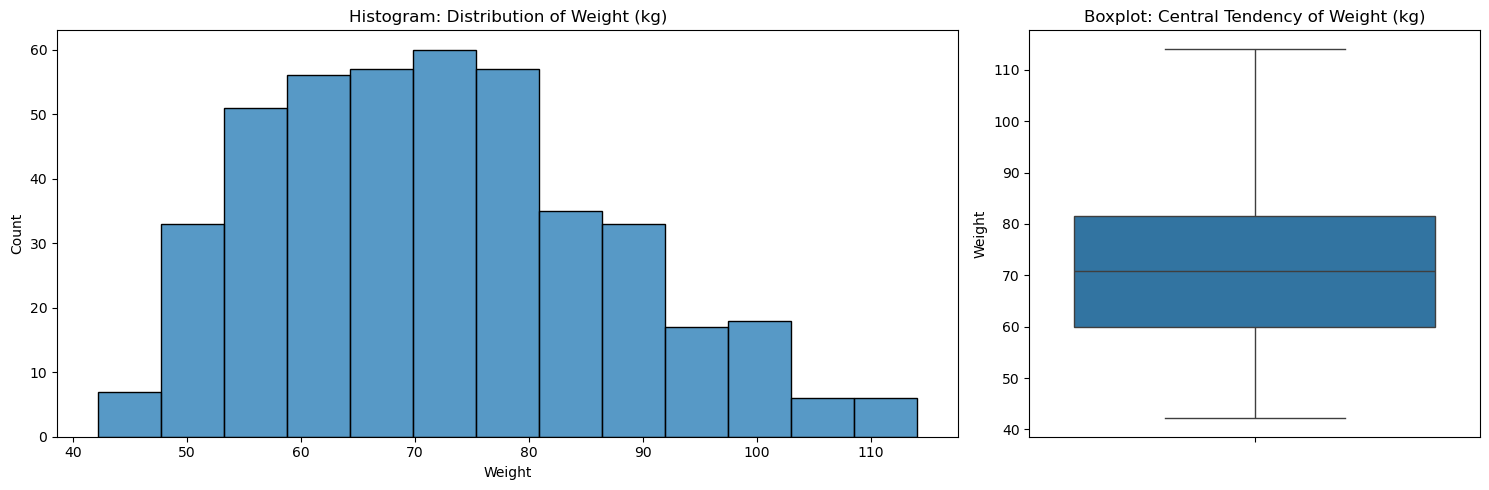 Histogram: Distribution of Weight (kg)
60
50
40
30
20
10
0
Count
40 50 60 70 80 90 100 110
Weight
Boxplot: Central Tendency of Weight (kg)
110
100
90
80
70
60
50
40
Weight